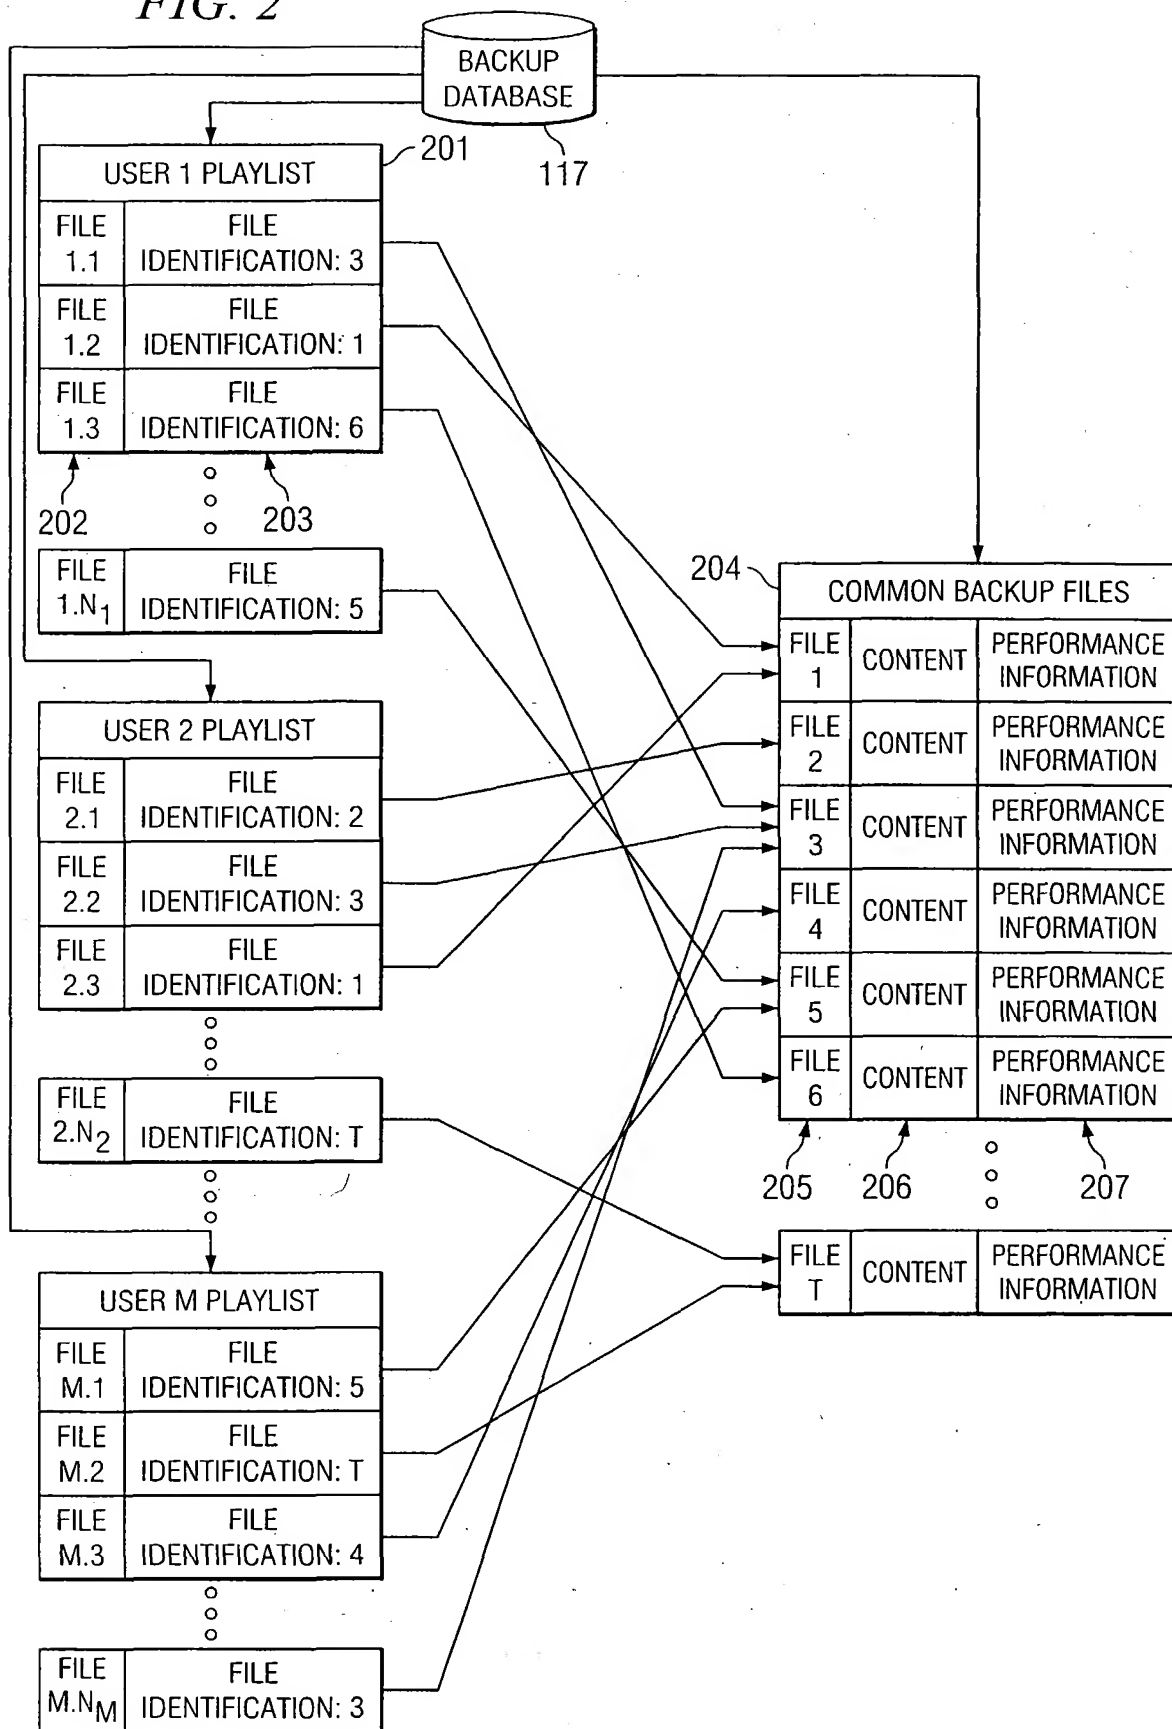 FIG. 2
BACKUP
DATABASE
117
201
USER 1 PLAYLIST
FILE
1.1
FILE
IDENTIFICATION: 3
FILE
1.2
FILE
IDENTIFICATION: 1
FILE
1.3
FILE
IDENTIFICATION: 6
202
203
FILE
1.N1
FILE
IDENTIFICATION: 5
USER 2 PLAYLIST
FILE
2.1
FILE
IDENTIFICATION: 2
FILE
2.2
FILE
IDENTIFICATION: 3
FILE
2.3
FILE
IDENTIFICATION: 1
FILE
2.N2
FILE
IDENTIFICATION: T
USER M PLAYLIST
FILE
M.1
FILE
IDENTIFICATION: 5
FILE
M.2
FILE
IDENTIFICATION: T
FILE
M.3
FILE
IDENTIFICATION: 4
FILE
M.NM
FILE
IDENTIFICATION: 3
204
COMMON BACKUP FILES
FILE
1
CONTENT
PERFORMANCE
INFORMATION
FILE
2
CONTENT
PERFORMANCE
INFORMATION
FILE
3
CONTENT
PERFORMANCE
INFORMATION
FILE
4
CONTENT
PERFORMANCE
INFORMATION
FILE
5
CONTENT
PERFORMANCE
INFORMATION
FILE
6
CONTENT
PERFORMANCE
INFORMATION
205
206
207
FILE
T
CONTENT
PERFORMANCE
INFORMATION